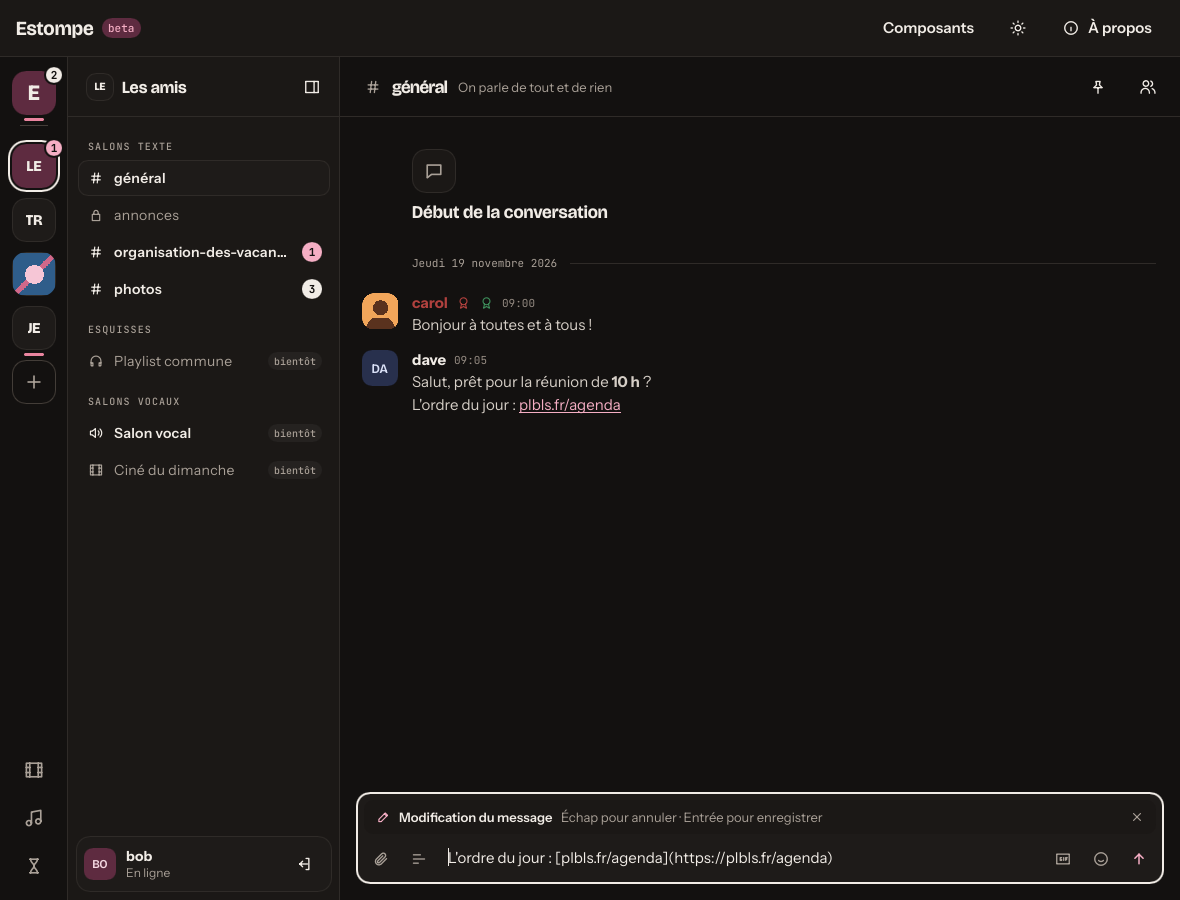 Estompe beta
Composants
À propos
E 2
LE 1
TR
JE
LE Les amis
SALONS TEXTE
# général
annonces
# organisation-des-vacan... 1
# photos 3
ESQUISSES
Playlist commune bientôt
SALONS VOCAUX
Salon vocal bientôt
Ciné du dimanche bientôt
BO bob
En ligne
# général On parle de tout et de rien
Début de la conversation
Jeudi 19 novembre 2026
carol 09:00
Bonjour à toutes et à tous !
DA dave 09:05
Salut, prêt pour la réunion de 10 h ?
L'ordre du jour : plbls.fr/agenda
Modification du message Échap pour annuler · Entrée pour enregistrer
L'ordre du jour : [plbls.fr/agenda](https://plbls.fr/agenda)
GIF